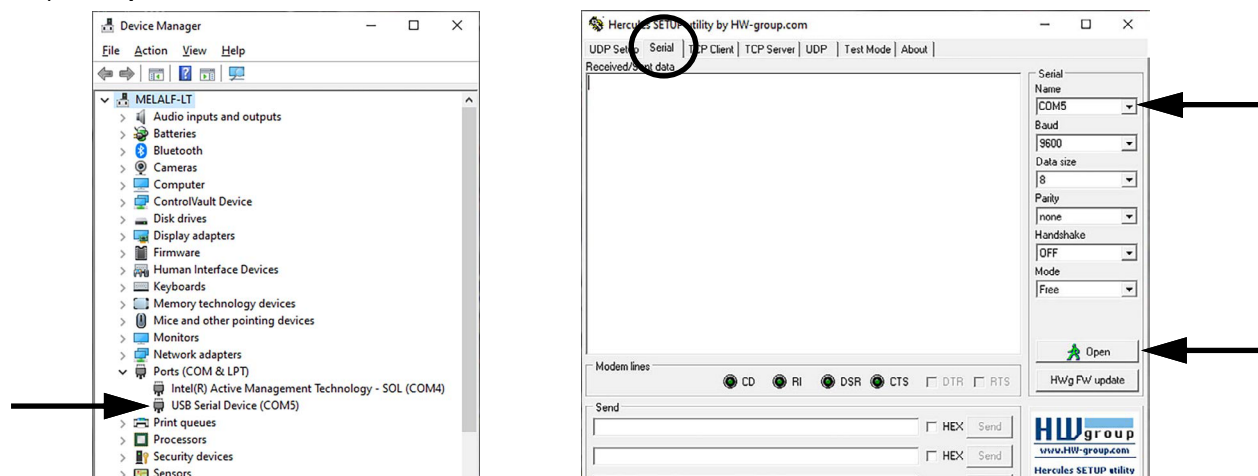 Device Manager
File Action View Help
MELALF-LT
Audio inputs and outputs
Batteries
Bluetooth
Cameras
Computer
ControlVault Device
Disk drives
Display adapters
Firmware
Human Interface Devices
Keyboards
Memory technology devices
Mice and other pointing devices
Monitors
Network adapters
Ports (COM & LPT)
Intel(R) Active Management Technology - SOL (COM4)
USB Serial Device (COM5)
Print queues
Processors
Security devices
Sensors
Hercules SETUP utility by HW-group.com
UDP Setup Serial TCP Client TCP Server UDP Test Mode About
Received/Sent data
Serial
Name
COM5
Baud
9600
Data size
8
Parity
none
Handshake
OFF
Mode
Free
Open
HWg FW update
Modem lines
CD RI DSR CTS DTR RTS
Send
HEX Send
HEX Send
HW group
www.HW-group.com
Hercules SETUP utility